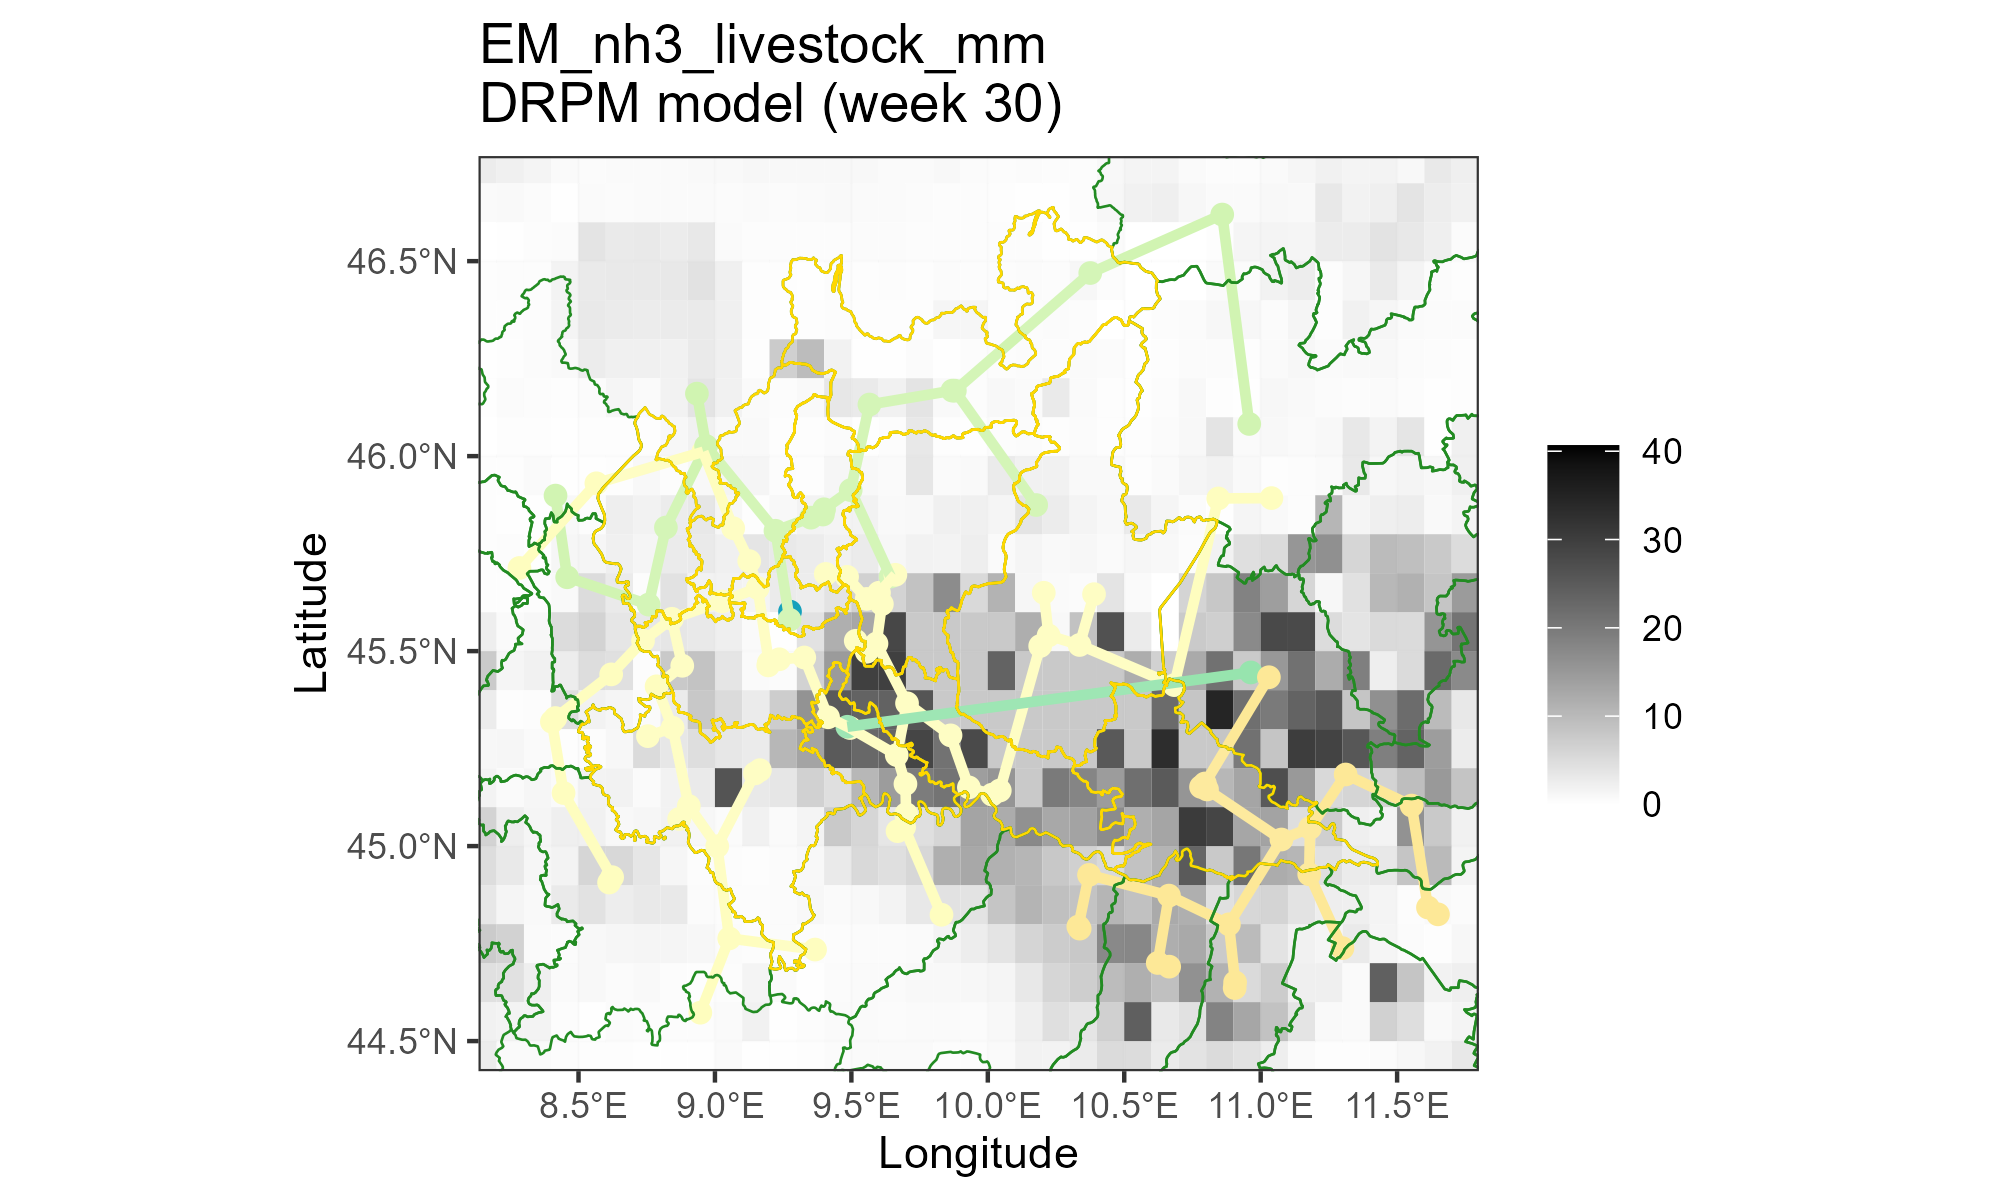 EM_nh3_livestock_mm
DRPM model (week 30)
46.5°N
46.0°N
45.5°N
45.0°N
44.5°N
Latitude
8.5°E 9.0°E 9.5°E 10.0°E 10.5°E 11.0°E 11.5°E
Longitude
40
30
20
10
0